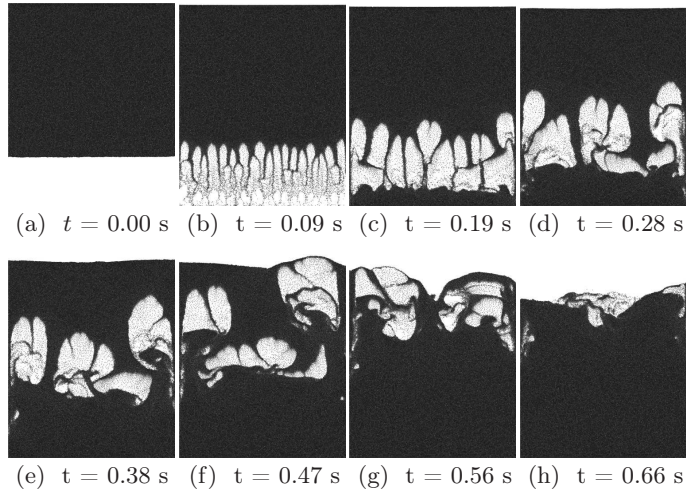 (a) t = 0.00 s (b) t = 0.09 s (c) t = 0.19 s (d) t = 0.28 s
(e) t = 0.38 s (f) t = 0.47 s (g) t = 0.56 s (h) t = 0.66 s